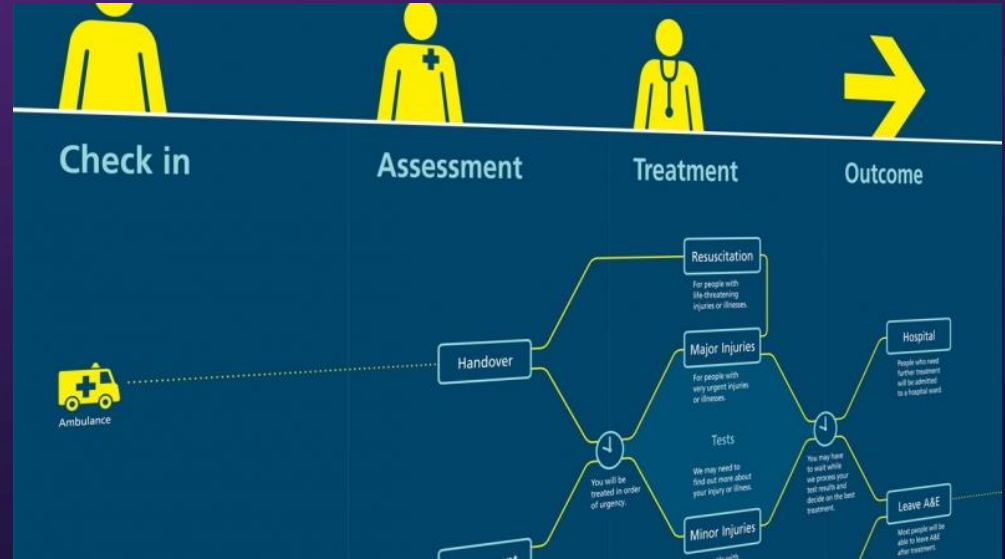 Check in
Assessment
Treatment
Outcome
Resuscitation
For people with
life-threatening
injuries or illnesses.
Handover
Major Injuries
For people with
very urgent injuries
or illnesses.
Hospital
People who need
further treatment
will be admitted
to a hospital ward.
Ambulance
Tests
We may need to
find out more about
your injury or illness.
You will be
treated in order
of urgency.
You may have
to wait while
we process your
test results and
decide on the best
treatment.
Minor Injuries
Leave A&E
Most people will be
able to leave A&E
after treatment.